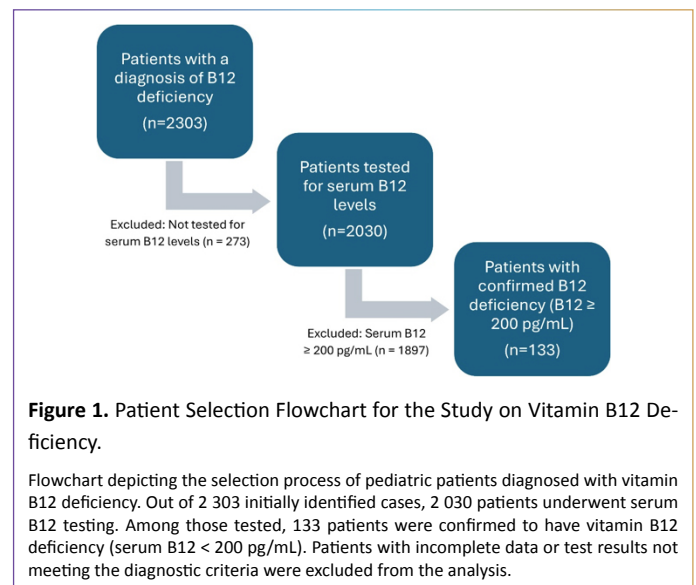 Patients with a
diagnosis of B12
deficiency
(n=2303)
Excluded: Not tested for
serum B12 levels (n = 273)
Patients tested
for serum B12
levels
(n=2030)
Excluded: Serum B12
≥ 200 pg/mL (n = 1897)
Patients with
confirmed B12
deficiency (B12 ≥
200 pg/mL)
(n=133)
Figure 1. Patient Selection Flowchart for the Study on Vitamin B12 De-
ficiency.
Flowchart depicting the selection process of pediatric patients diagnosed with vitamin
B12 deficiency. Out of 2 303 initially identified cases, 2 030 patients underwent serum
B12 testing. Among those tested, 133 patients were confirmed to have vitamin B12
deficiency (serum B12 < 200 pg/mL). Patients with incomplete data or test results not
meeting the diagnostic criteria were excluded from the analysis.